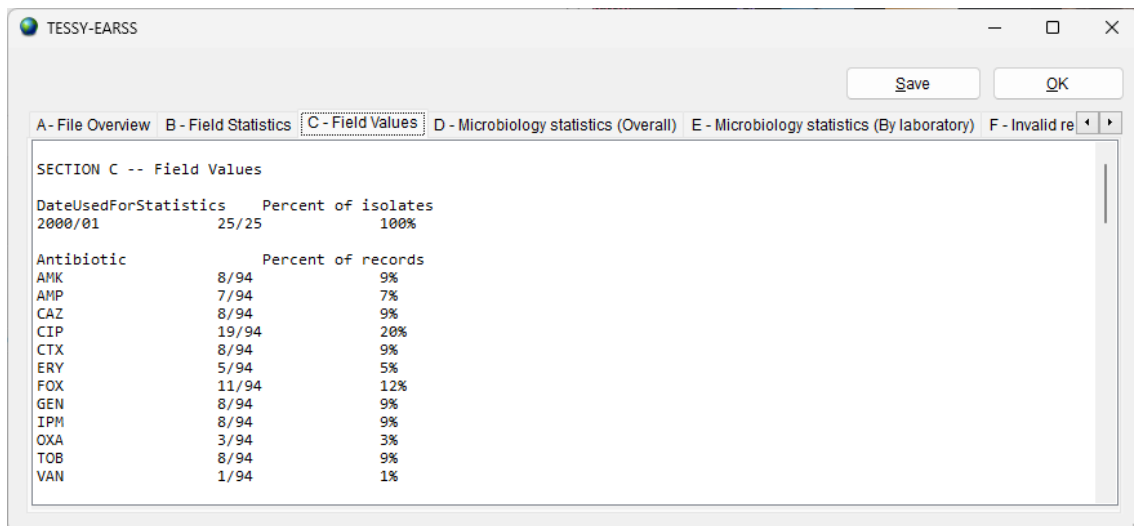 TESSY-EARSS
Save OK
A - File Overview B - Field Statistics C - Field Values D - Microbiology statistics (Overall) E - Microbiology statistics (By laboratory) F - Invalid re
SECTION C -- Field Values
DateUsedForStatistics Percent of isolates
2000/01 25/25 100%
Antibiotic Percent of records
AMK 8/94 9%
AMP 7/94 7%
CAZ 8/94 9%
CIP 19/94 20%
CTX 8/94 9%
ERY 5/94 5%
FOX 11/94 12%
GEN 8/94 9%
IPM 8/94 9%
OXA 3/94 3%
TOB 8/94 9%
VAN 1/94 1%